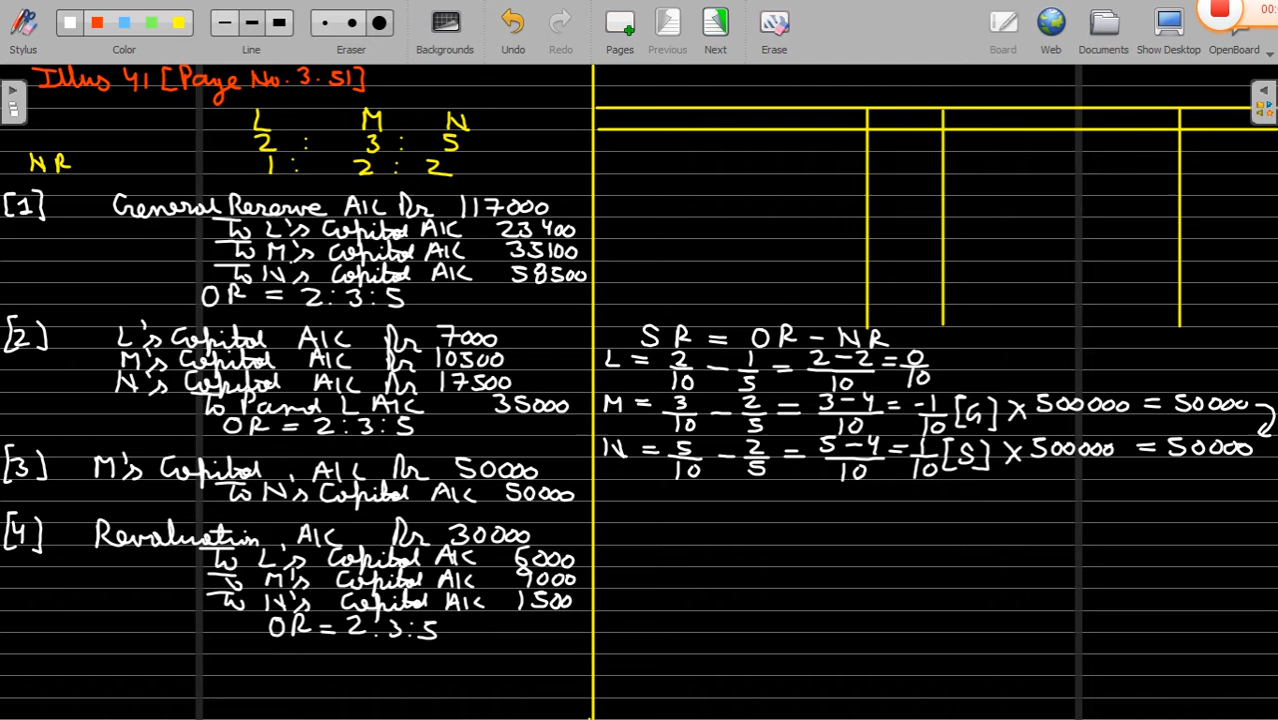 Stylus Color Line Eraser Backgrounds Undo Redo Pages Previous Next Erase Board Web Documents Show Desktop OpenBoard
00:
Illus 41 [Page No. 3.51]
L M N
2 : 3 : 5
NR 1 : 2 : 2
[1] General Reserve A/C Dr 117000
To L's Capital A/C 23400
To M's Capital A/C 35100
To N's Capital A/C 58500
OR = 2:3:5
[2] L's Capital A/C Dr 7000
M's Capital A/C Dr 10500
N's Capital A/C Dr 17500
To P and L A/C 35000
OR = 2:3:5
[3] M's Capital A/C Dr 50000
To N's Capital A/C 50000
[4] Revaluation A/C Dr 30000
To L's Capital A/C 6000
To M's Capital A/C 9000
To N's Capital A/C 1500
OR = 2:3:5
SR = OR - NR
L = 2/10 - 1/5 = 2-2/10 = 0/10
M = 3/10 - 2/5 = 3-4/10 = -1/10 [G] × 500000 = 50000
N = 5/10 - 2/5 = 5-4/10 = 1/10 [S] × 500000 = 50000